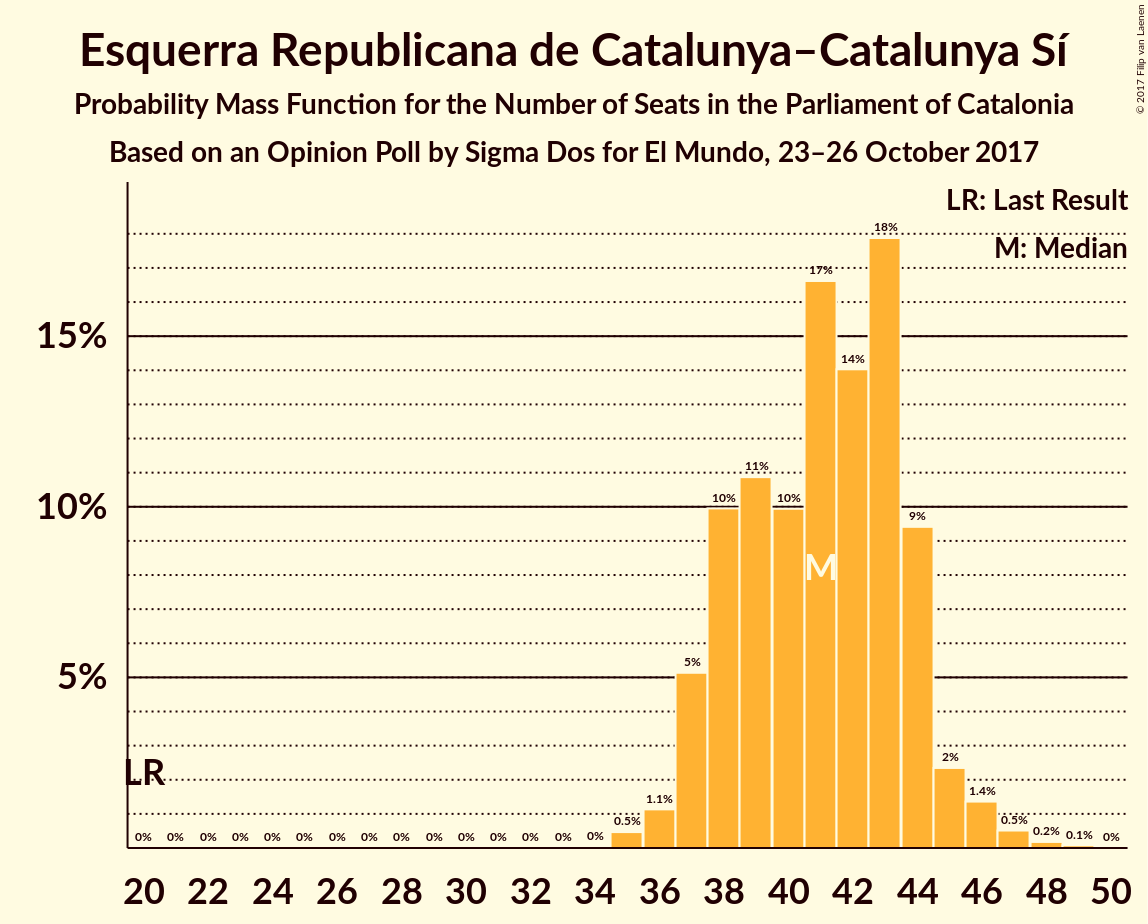 Esquerra Republicana de Catalunya–Catalunya Sí
Probability Mass Function for the Number of Seats in the Parliament of Catalonia
Based on an Opinion Poll by Sigma Dos for El Mundo, 23–26 October 2017
© 2017 Filip van Laenen
LR: Last Result
M: Median
15%
10%
5%
LR
M
0% 0% 0% 0% 0% 0% 0% 0% 0% 0% 0% 0% 0% 0% 0% 0.5% 1.1% 5% 10% 11% 10% 17% 14% 18% 9% 2% 1.4% 0.5% 0.2% 0.1% 0%
20 22 24 26 28 30 32 34 36 38 40 42 44 46 48 50